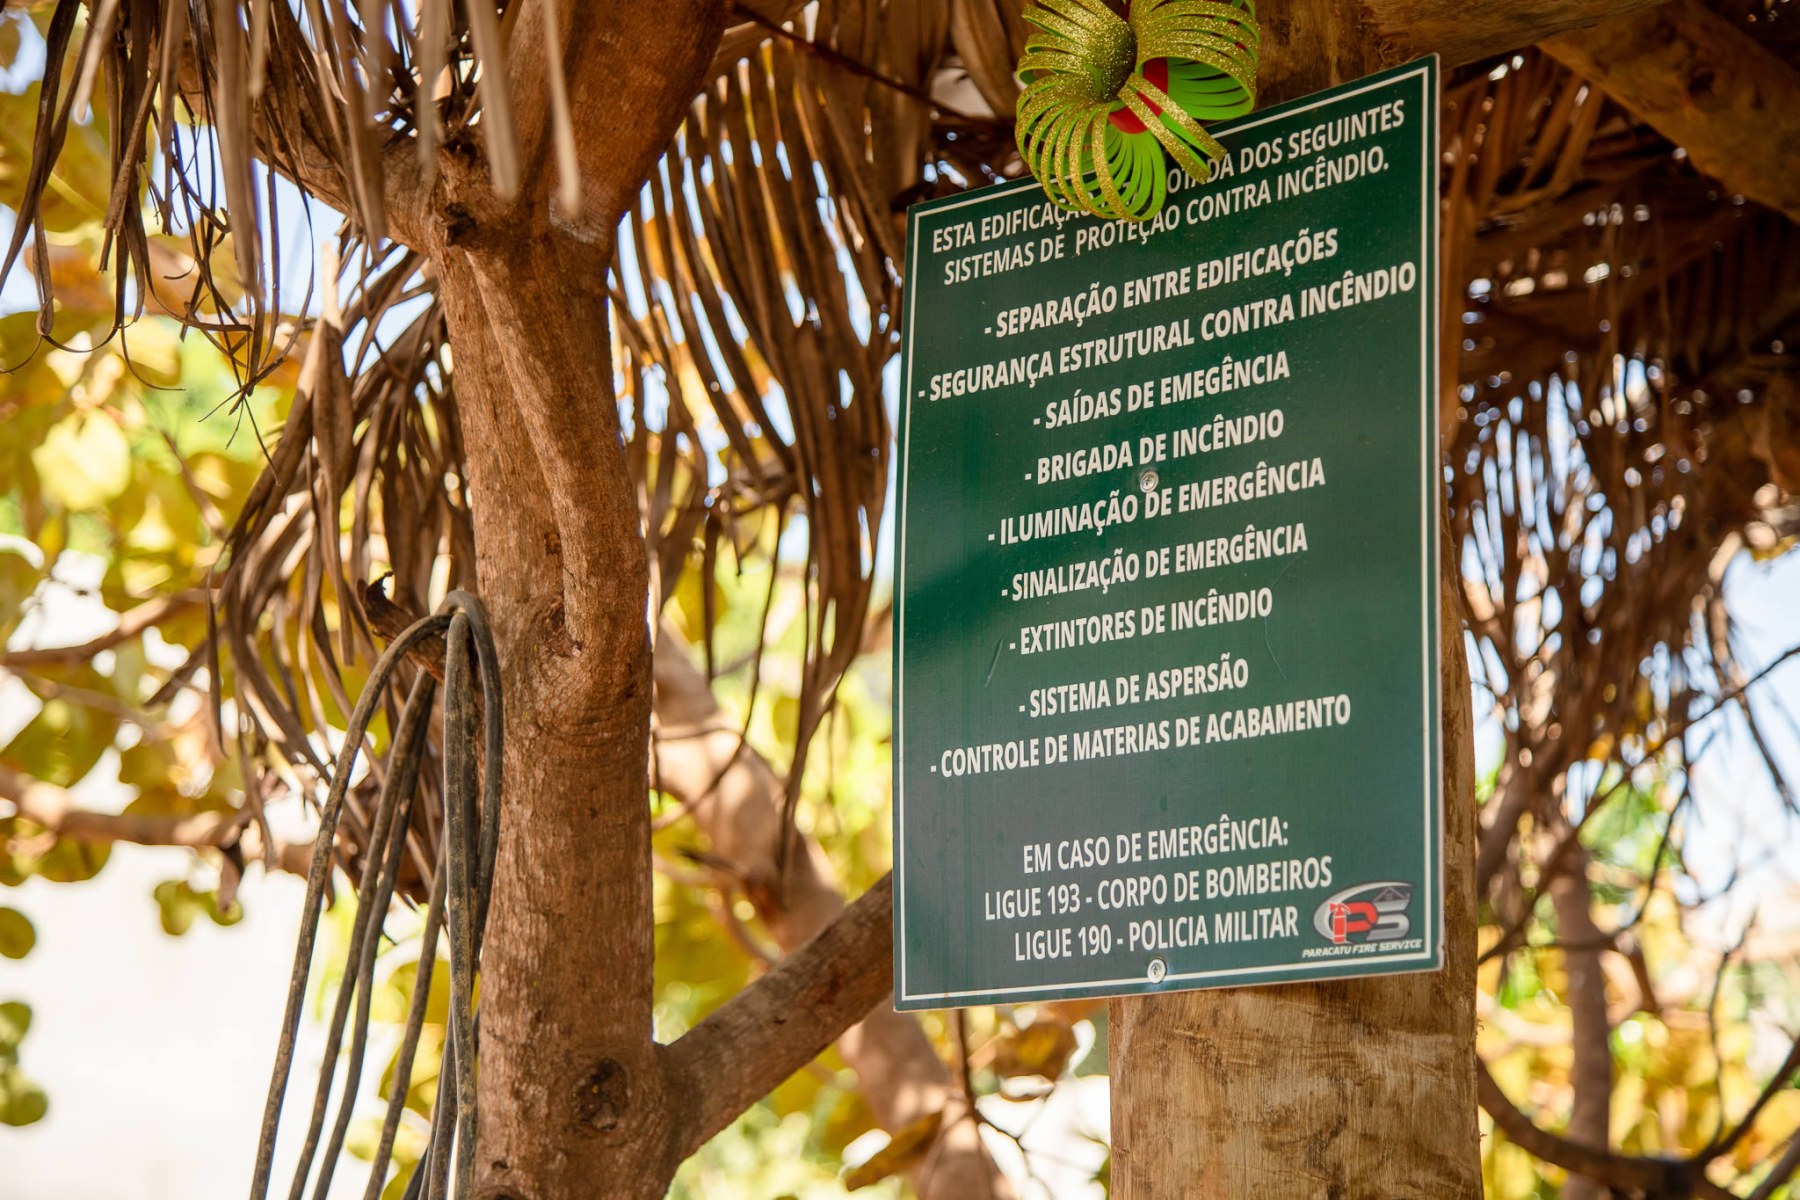 ESTA EDIFICAÇÃO DOTADA DOS SEGUINTES
SISTEMAS DE PROTEÇÃO CONTRA INCÊNDIO.
- SEPARAÇÃO ENTRE EDIFICAÇÕES
- SEGURANÇA ESTRUTURAL CONTRA INCÊNDIO
- SAÍDAS DE EMEGÊNCIA
- BRIGADA DE INCÊNDIO
- ILUMINAÇÃO DE EMERGÊNCIA
- SINALIZAÇÃO DE EMERGÊNCIA
- EXTINTORES DE INCÊNDIO
- SISTEMA DE ASPERSÃO
- CONTROLE DE MATERIAS DE ACABAMENTO
EM CASO DE EMERGÊNCIA:
LIGUE 193 - CORPO DE BOMBEIROS
LIGUE 190 - POLICIA MILITAR
PS
PARACATU FIRE SERVICE